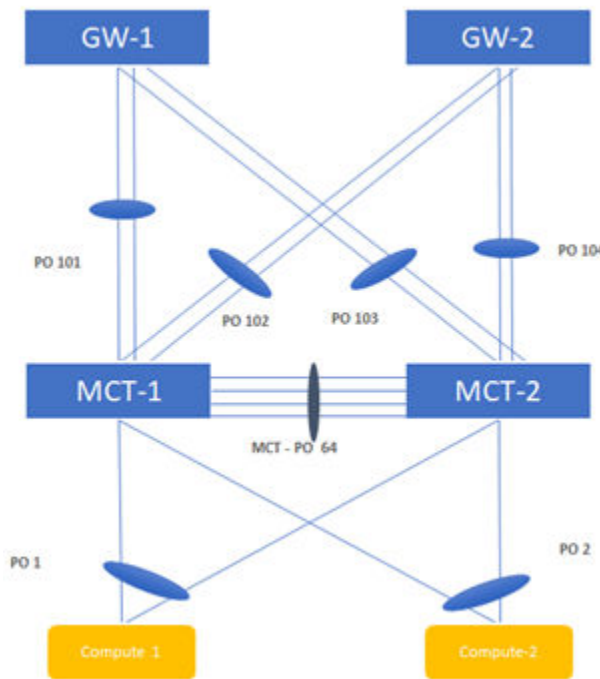 GW-1
GW-2
PO 101
PO 102
PO 103
PO 104
MCT-1
MCT-2
MCT - PO 64
PO 1
PO 2
Compute 1
Compute-2